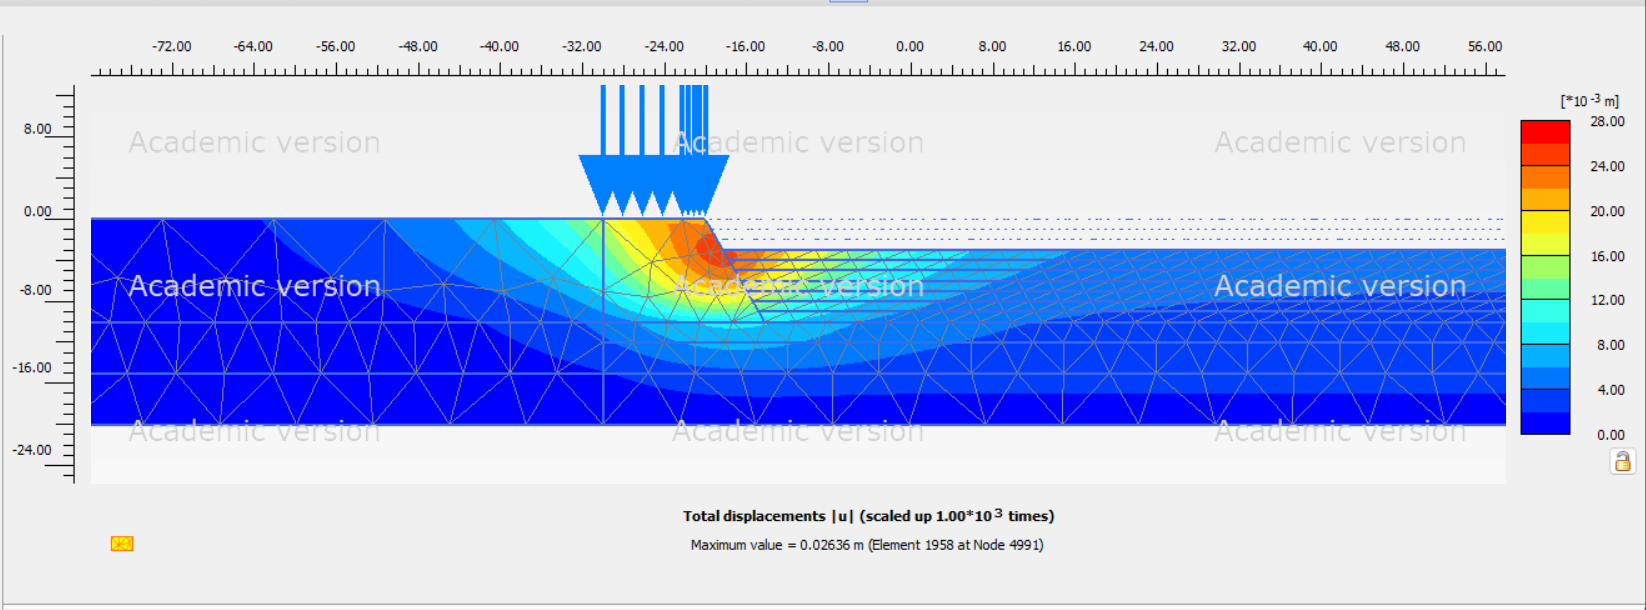 -72.00 -64.00 -56.00 -48.00 -40.00 -32.00 -24.00 -16.00 -8.00 0.00 8.00 16.00 24.00 32.00 40.00 48.00 56.00
[*10 -3 m]
28.00
8.00
Academic version Academic version Academic version
24.00
0.00
20.00
16.00
-8.00
Academic version Academic version Academic version
12.00
8.00
-16.00
4.00
Academic version Academic version Academic version
0.00
-24.00
Total displacements |u| (scaled up 1.00*10 3 times)
Maximum value = 0.02636 m (Element 1958 at Node 4991)